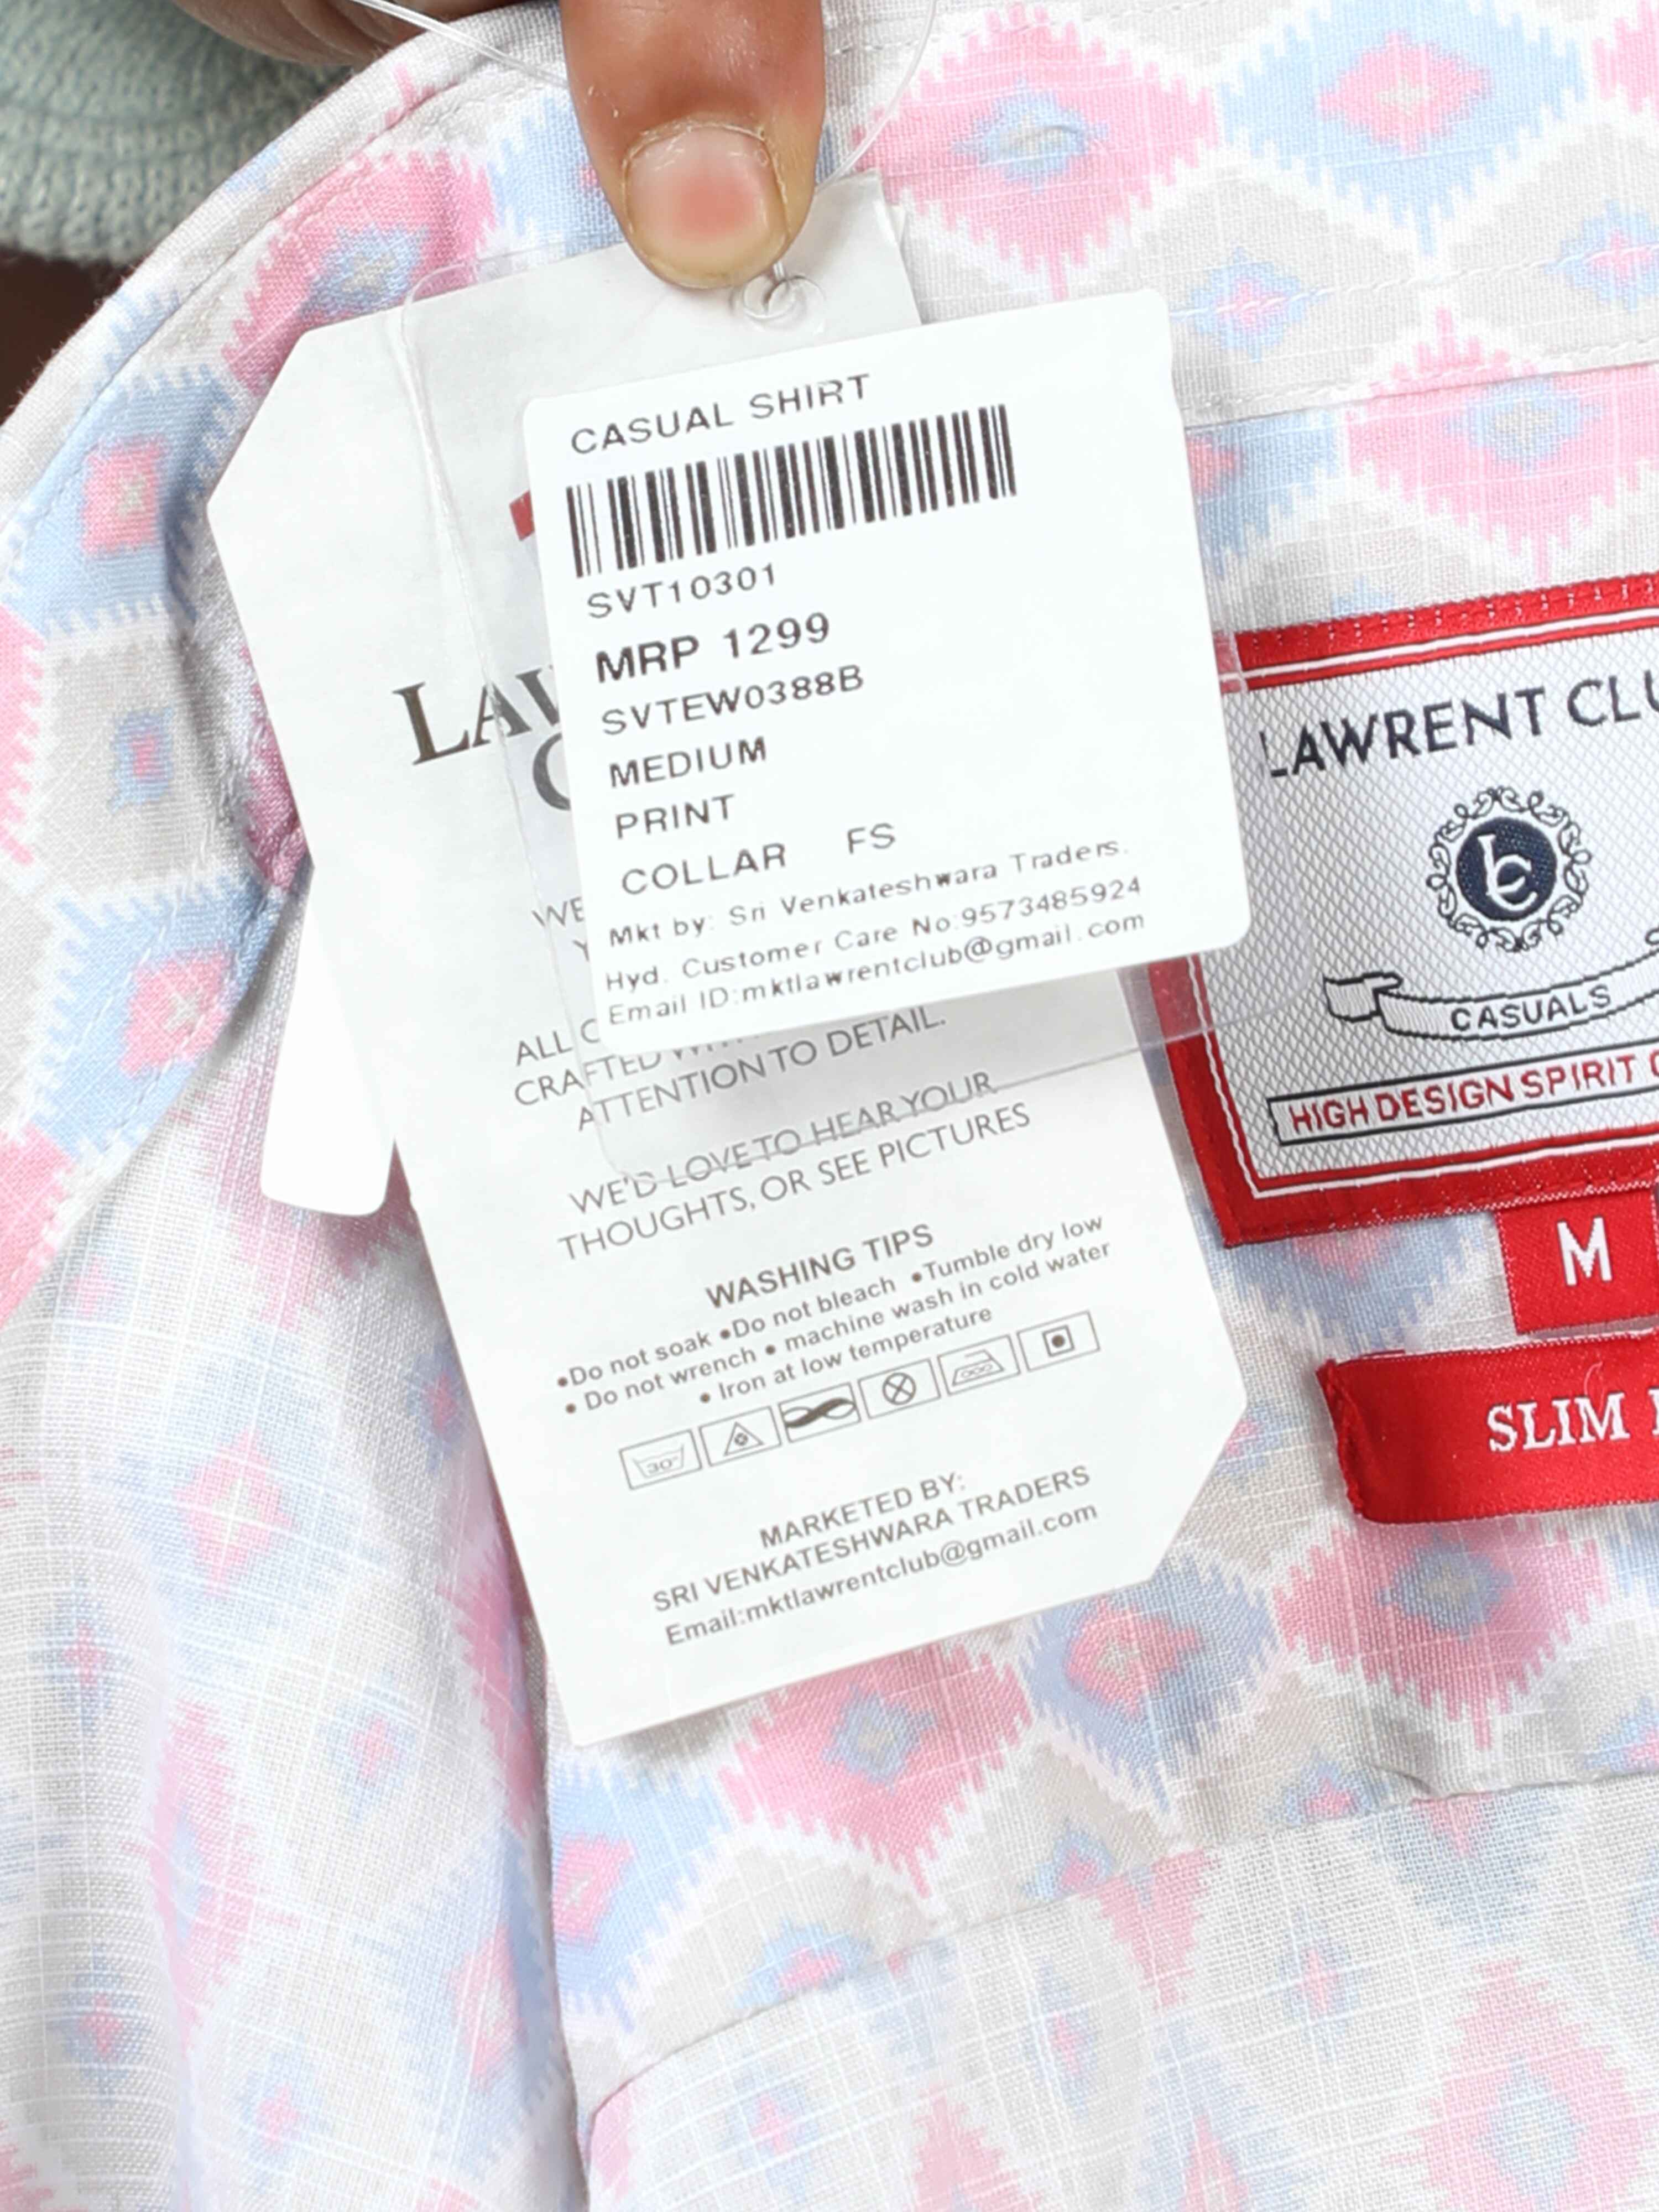 CASUAL SHIRT
SVT10301
MRP 1299
SVTEW0388B
MEDIUM
PRINT
COLLAR FS
Mkt by: Sri Venkateshwara Traders.
Hyd. Customer Care No:9573485924
Email ID:mktlawrentclub@gmail.com
WE
ALL
CRAFTED
ATTENTION TO DETAIL.
WE'D LOVE TO HEAR YOUR
THOUGHTS, OR SEE PICTURES
WASHING TIPS
•Do not soak •Do not bleach •Tumble dry low
• Do not wrench • machine wash in cold water
• Iron at low temperature
30°
MARKETED BY:
SRI VENKATESHWARA TRADERS
Email:mktlawrentclub@gmail.com
LAWRENT CLU
Lc
CASUALS
HIGH DESIGN SPIRIT
M
SLIM